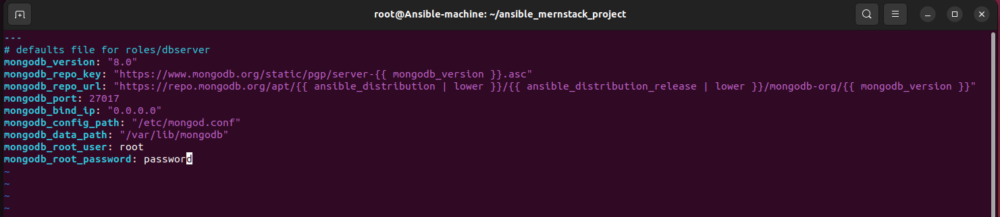 root@Ansible-machine: ~/ansible_mernstack_project
---
# defaults file for roles/dbserver
mongodb_version: "8.0"
mongodb_repo_key: "https://www.mongodb.org/static/pgp/server-{{ mongodb_version }}.asc"
mongodb_repo_url: "https://repo.mongodb.org/apt/{{ ansible_distribution | lower }}/{{ ansible_distribution_release | lower }}/mongodb-org/{{ mongodb_version }}"
mongodb_port: 27017
mongodb_bind_ip: "0.0.0.0"
mongodb_config_path: "/etc/mongod.conf"
mongodb_data_path: "/var/lib/mongodb"
mongodb_root_user: root
mongodb_root_password: password
~
~
~
~